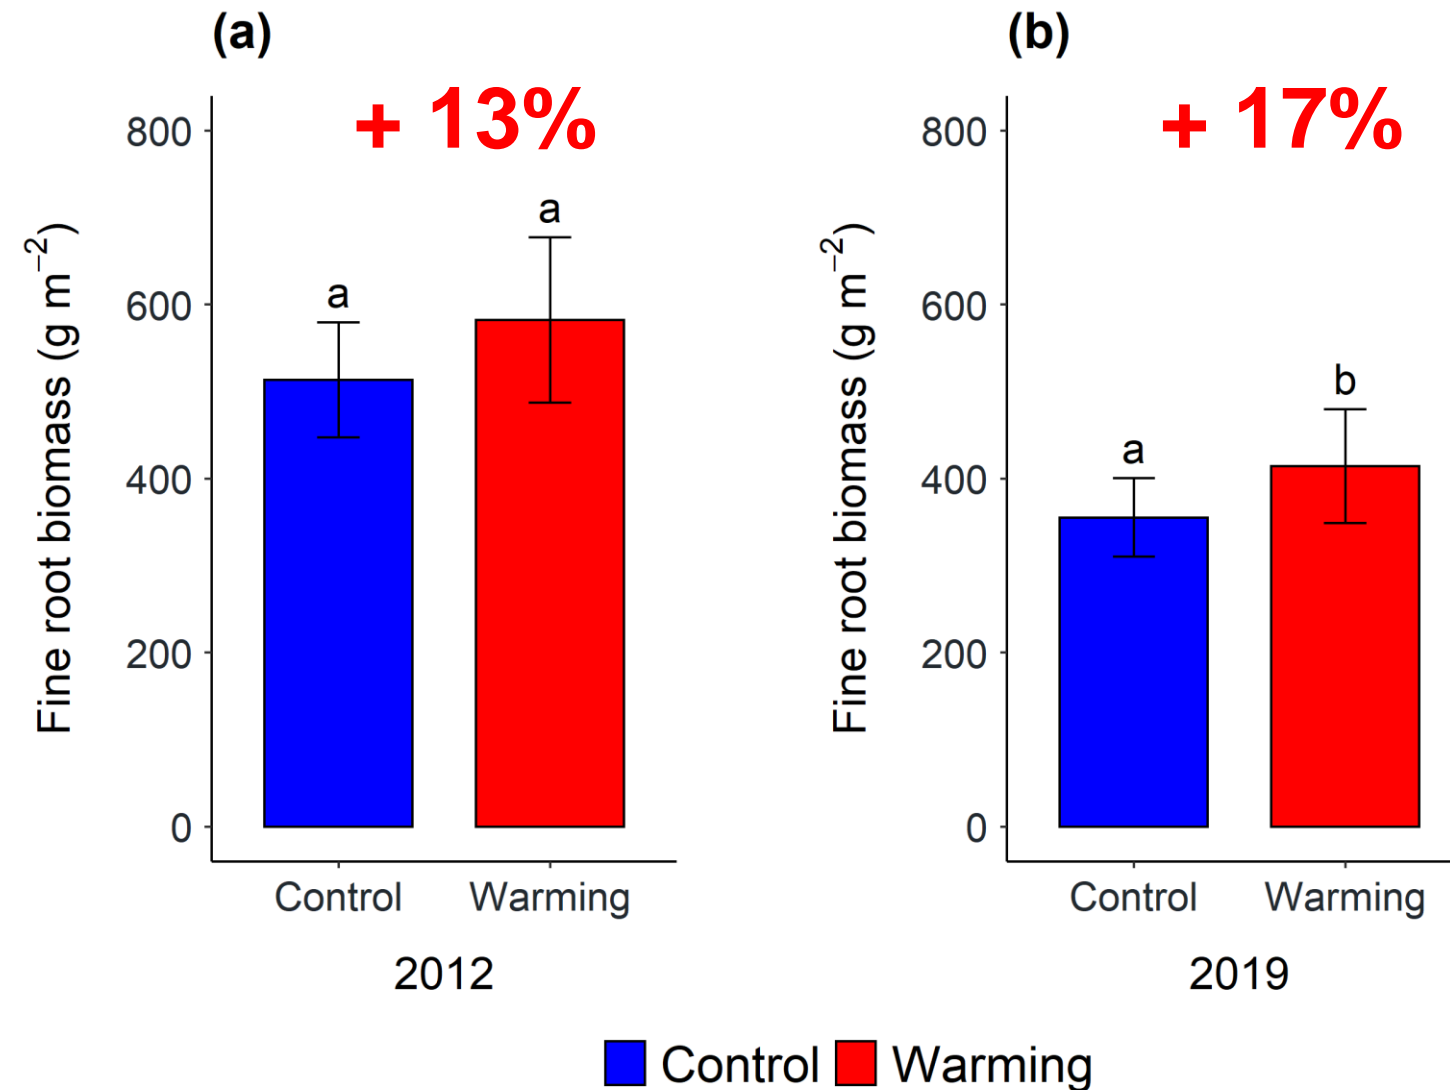 (a)
+ 13%
Fine root biomass (g m⁻²)
800
600
400
200
0
a
a
Control Warming
2012
(b)
+ 17%
Fine root biomass (g m⁻²)
800
600
400
200
0
a
b
Control Warming
2019
Control Warming